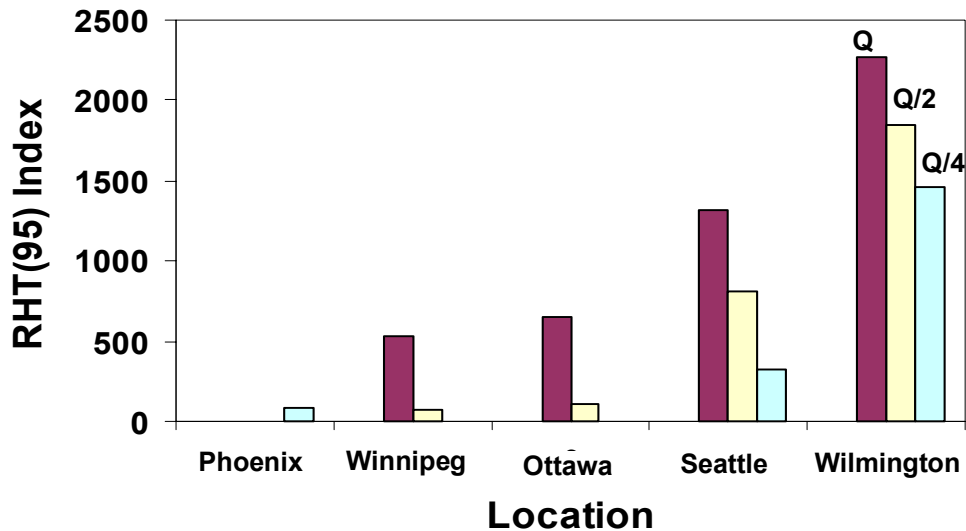 2500
2000
1500
1000
500
0
RHT(95) Index
Q
Q/2
Q/4
Phoenix
Winnipeg
Ottawa
Seattle
Wilmington
Location